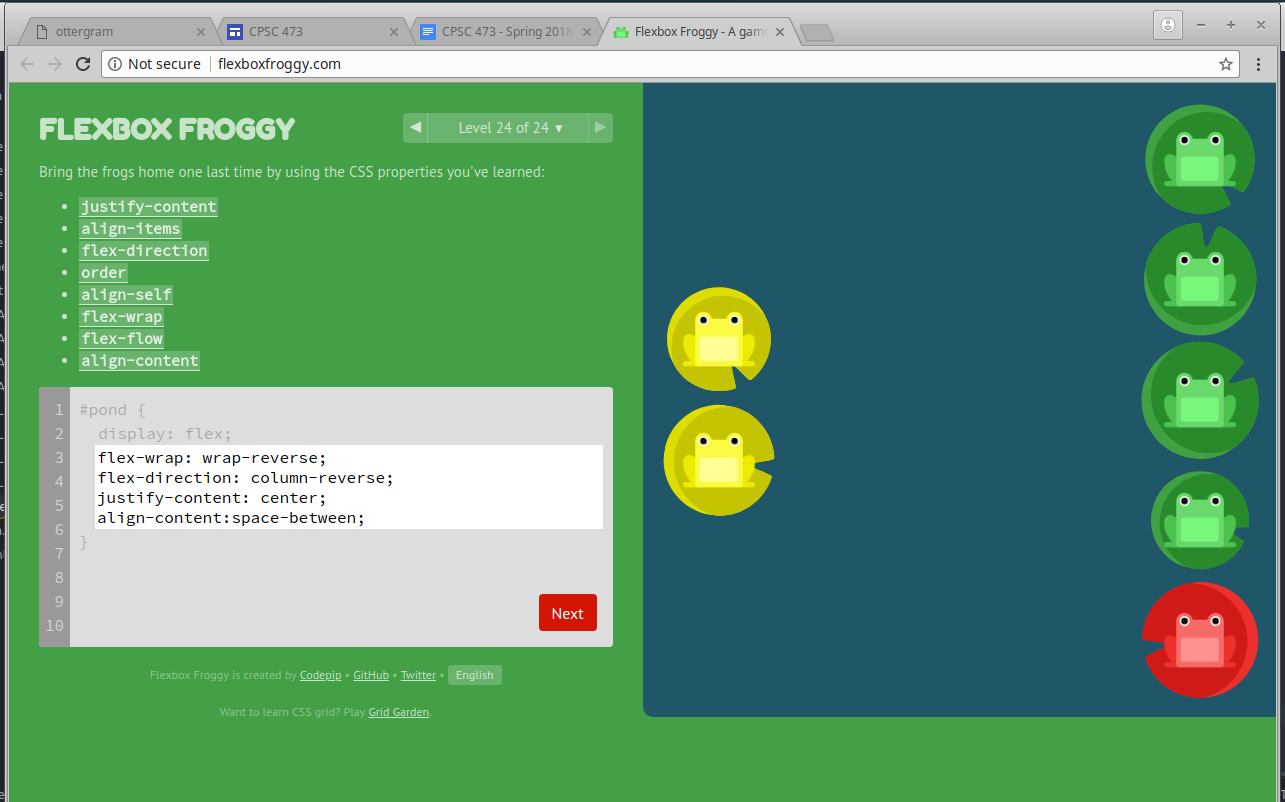 ottergram
CPSC 473
CPSC 473 - Spring 2018
Flexbox Froggy - A gam
Not secure flexboxfroggy.com
FLEXBOX FROGGY
◀ Level 24 of 24 ▾ ▶
Bring the frogs home one last time by using the CSS properties you've learned:
• justify-content
• align-items
• flex-direction
• order
• align-self
• flex-wrap
• flex-flow
• align-content
1 #pond {
2 display: flex;
3 flex-wrap: wrap-reverse;
4 flex-direction: column-reverse;
5 justify-content: center;
6 align-content:space-between;
7 }
8
9
10
Next
Flexbox Froggy is created by Codepip • GitHub • Twitter • English
Want to learn CSS grid? Play Grid Garden.